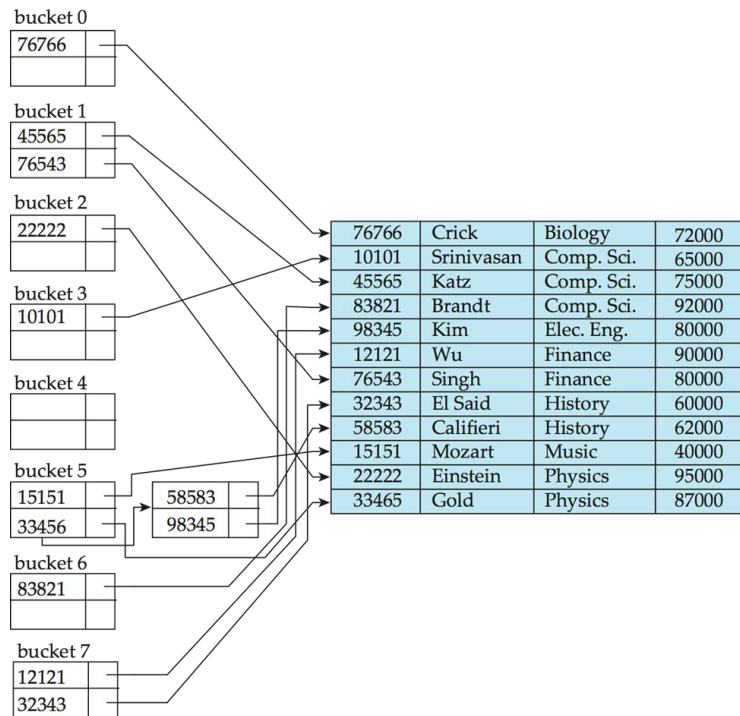 bucket 0
76766
bucket 1
45565
76543
bucket 2
22222
bucket 3
10101
bucket 4
bucket 5
15151
33456
58583
98345
bucket 6
83821
bucket 7
12121
32343
76766 Crick Biology 72000
10101 Srinivasan Comp. Sci. 65000
45565 Katz Comp. Sci. 75000
83821 Brandt Comp. Sci. 92000
98345 Kim Elec. Eng. 80000
12121 Wu Finance 90000
76543 Singh Finance 80000
32343 El Said History 60000
58583 Califieri History 62000
15151 Mozart Music 40000
22222 Einstein Physics 95000
33465 Gold Physics 87000